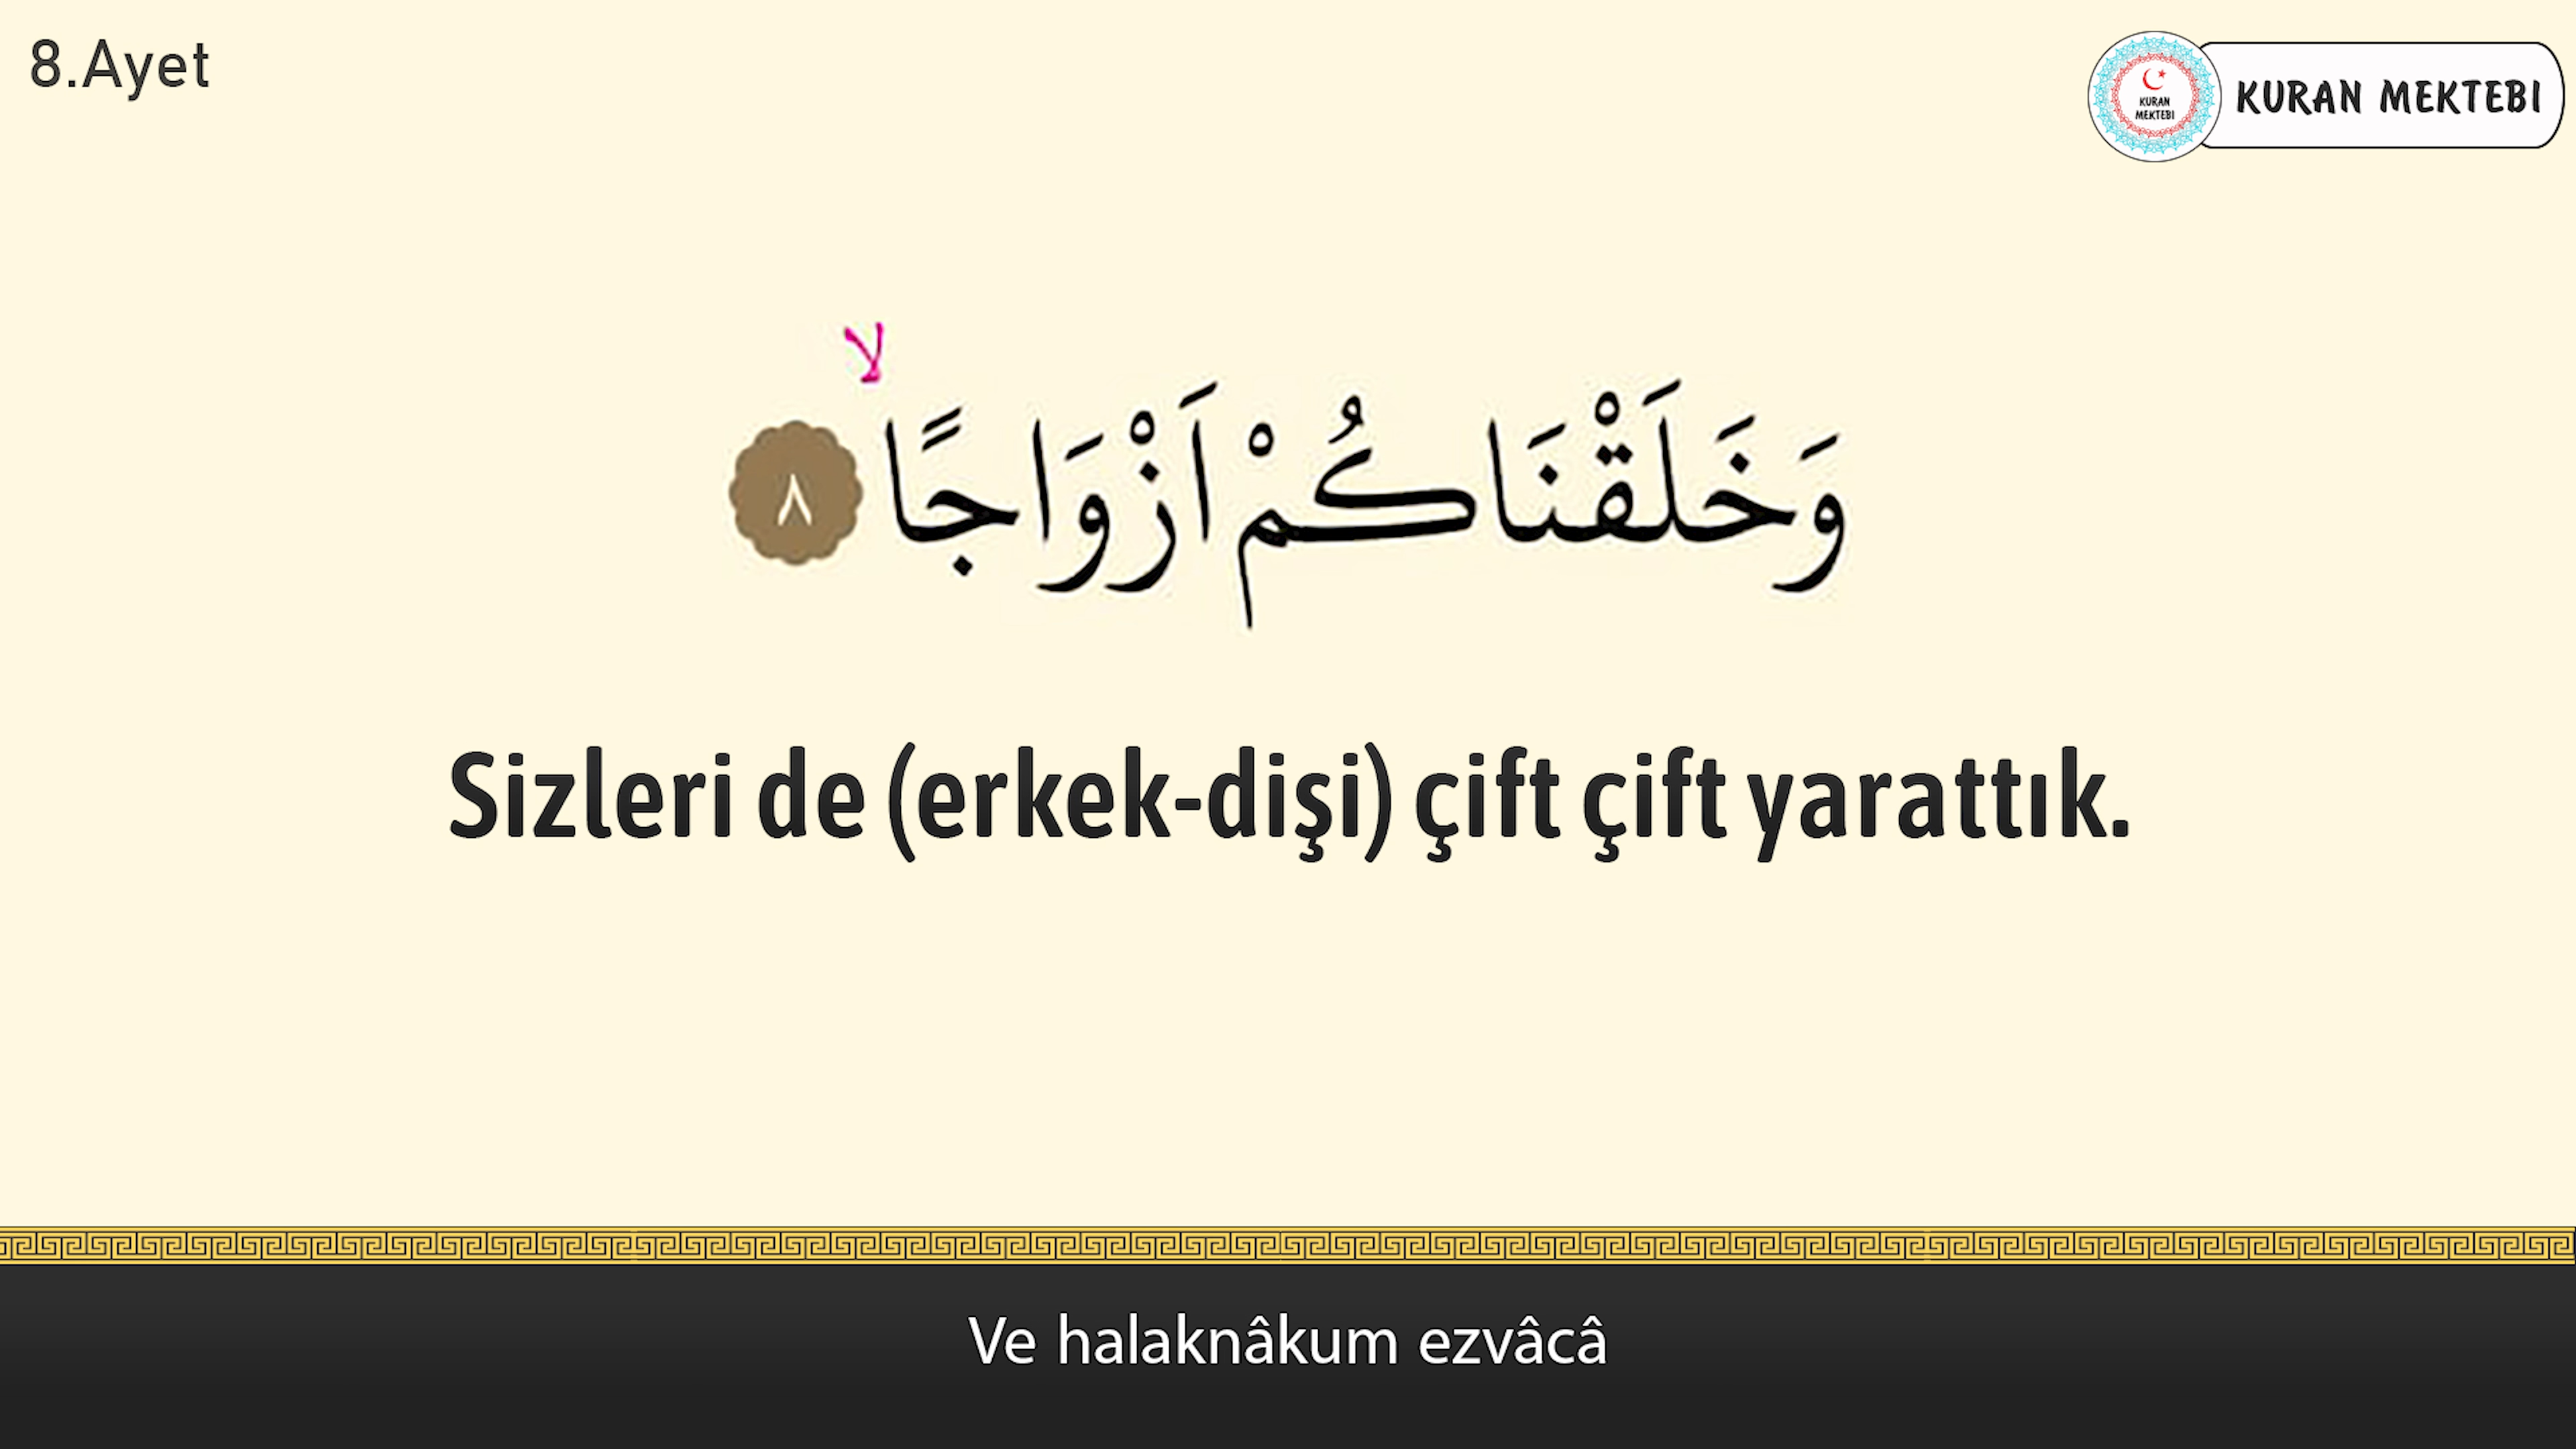 8.Ayet
KURAN
MEKTEBI
KURAN MEKTEBI
لا
وَخَلَقْنَاكُمْ اَزْوَاجًا ٨
Sizleri de (erkek-dişi) çift çift yarattık.
Ve halaknâkum ezvâcâ